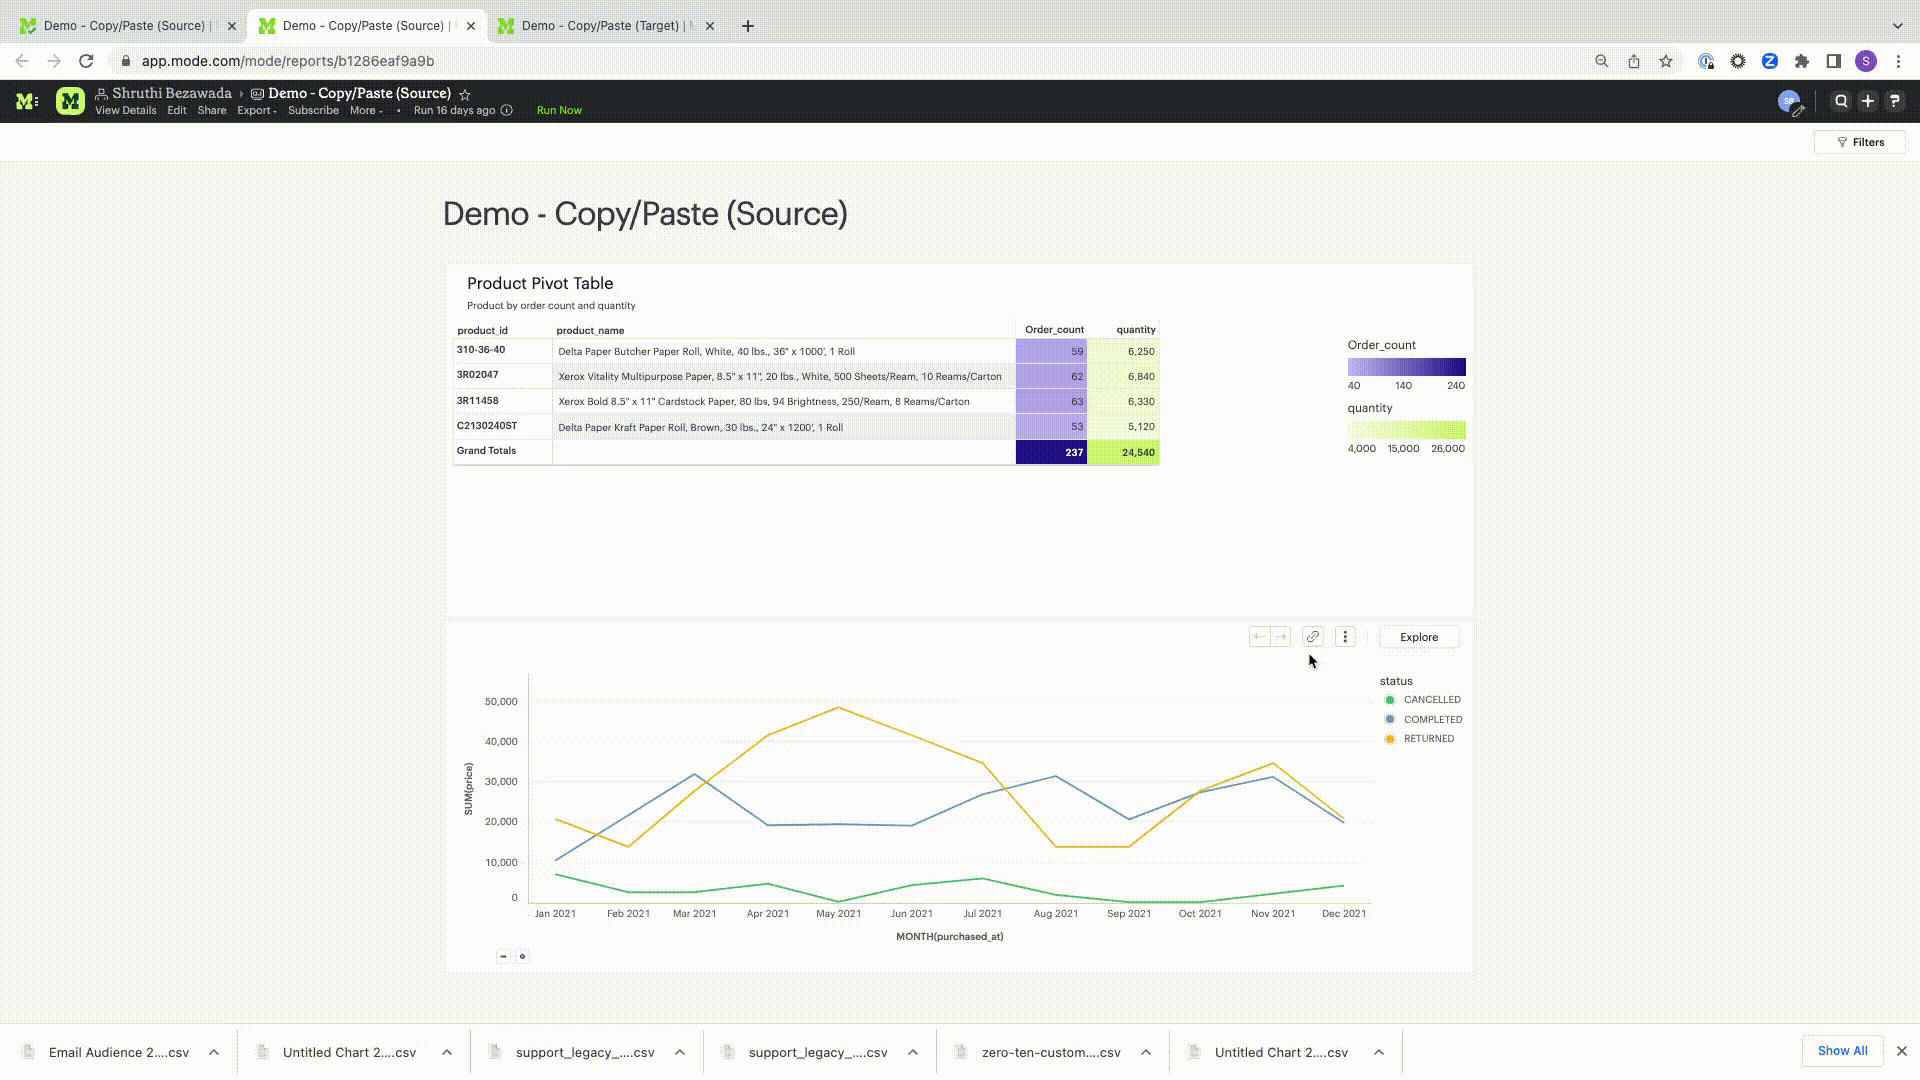 Demo - Copy/Paste (Source) |
Demo - Copy/Paste (Source) |
Demo - Copy/Paste (Target) |
app.mode.com/mode/reports/b1286eaf9a9b
S
Shruthi Bezawada › Demo - Copy/Paste (Source)
View Details Edit Share Export Subscribe More • Run 16 days ago Run Now
Filters
Demo - Copy/Paste (Source)
Product Pivot Table
Product by order count and quantity
product_id product_name Order_count quantity
310-36-40 Delta Paper Butcher Paper Roll, White, 40 lbs., 36" x 1000', 1 Roll 59 6,250
3R02047 Xerox Vitality Multipurpose Paper, 8.5" x 11", 20 lbs., White, 500 Sheets/Ream, 10 Reams/Carton 62 6,840
3R11458 Xerox Bold 8.5" x 11" Cardstock Paper, 80 lbs, 94 Brightness, 250/Ream, 8 Reams/Carton 63 6,330
C2130240ST Delta Paper Kraft Paper Roll, Brown, 30 lbs., 24" x 1200', 1 Roll 53 5,120
Grand Totals 237 24,540
Order_count
40 140 240
quantity
4,000 15,000 26,000
Explore
status
CANCELLED
COMPLETED
RETURNED
SUM(price)
50,000
40,000
30,000
20,000
10,000
0
Jan 2021 Feb 2021 Mar 2021 Apr 2021 May 2021 Jun 2021 Jul 2021 Aug 2021 Sep 2021 Oct 2021 Nov 2021 Dec 2021
MONTH(purchased_at)
Email Audience 2....csv
Untitled Chart 2....csv
support_legacy_....csv
support_legacy_....csv
zero-ten-custom....csv
Untitled Chart 2....csv
Show All